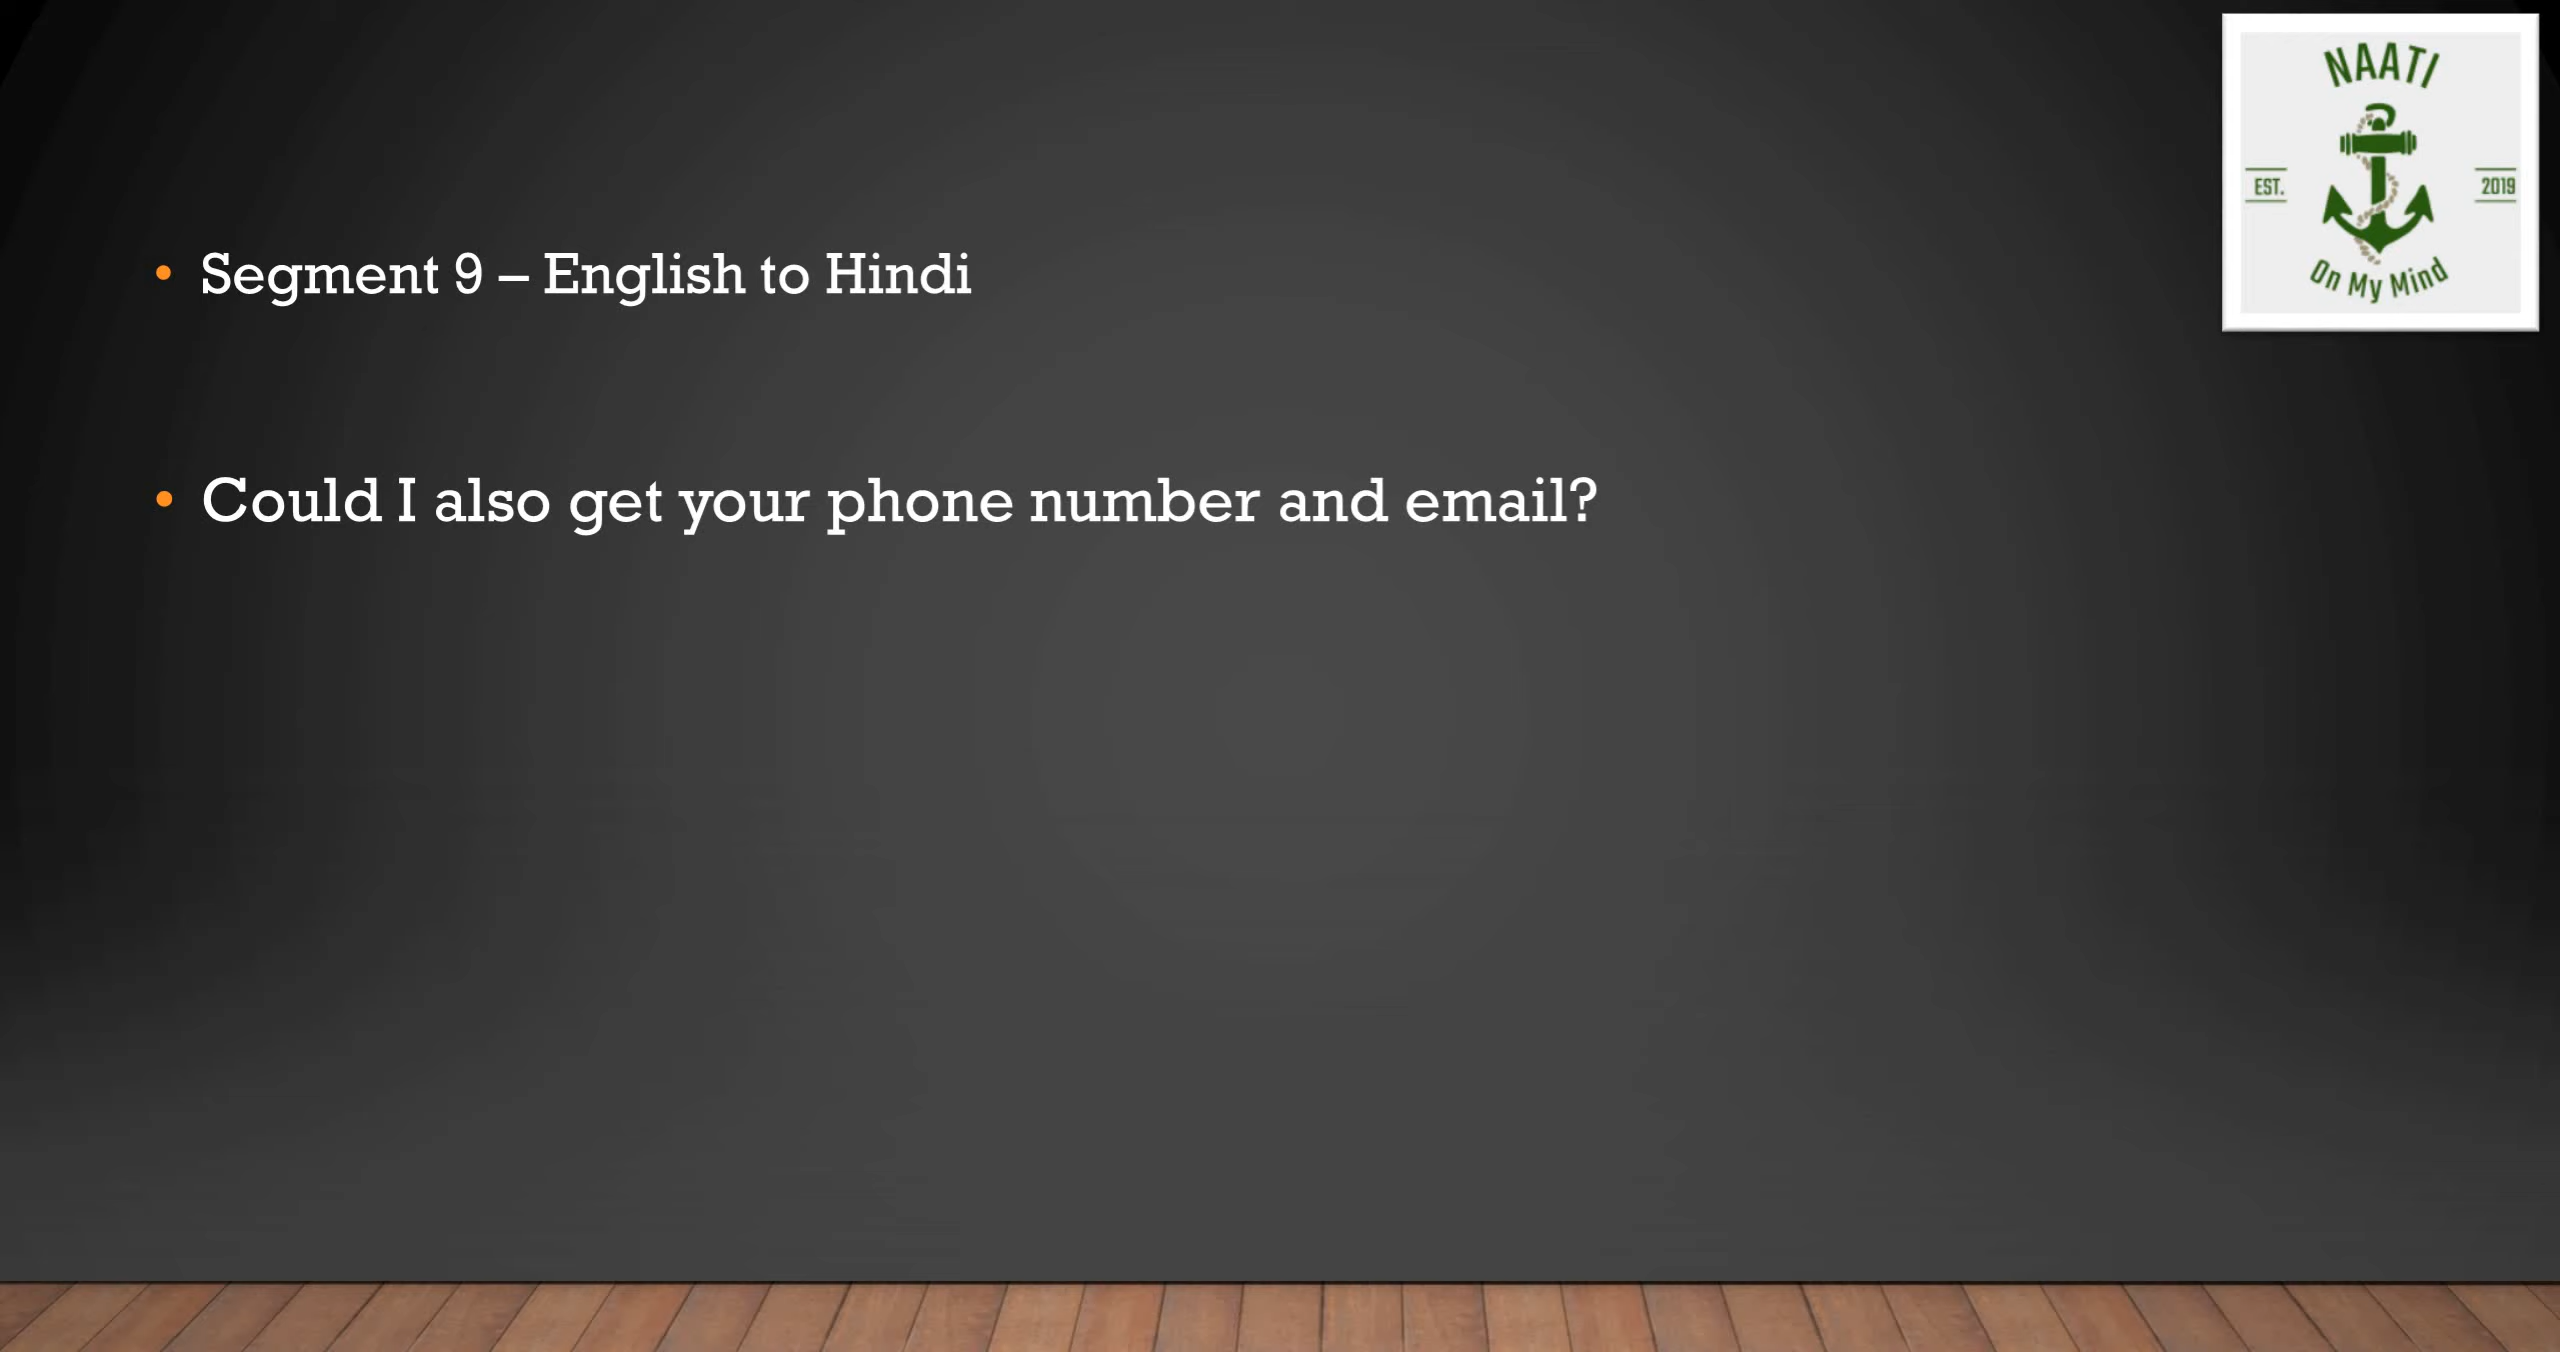 NAATI
EST. 2019
On My Mind
• Segment 9 – English to Hindi
• Could I also get your phone number and email?